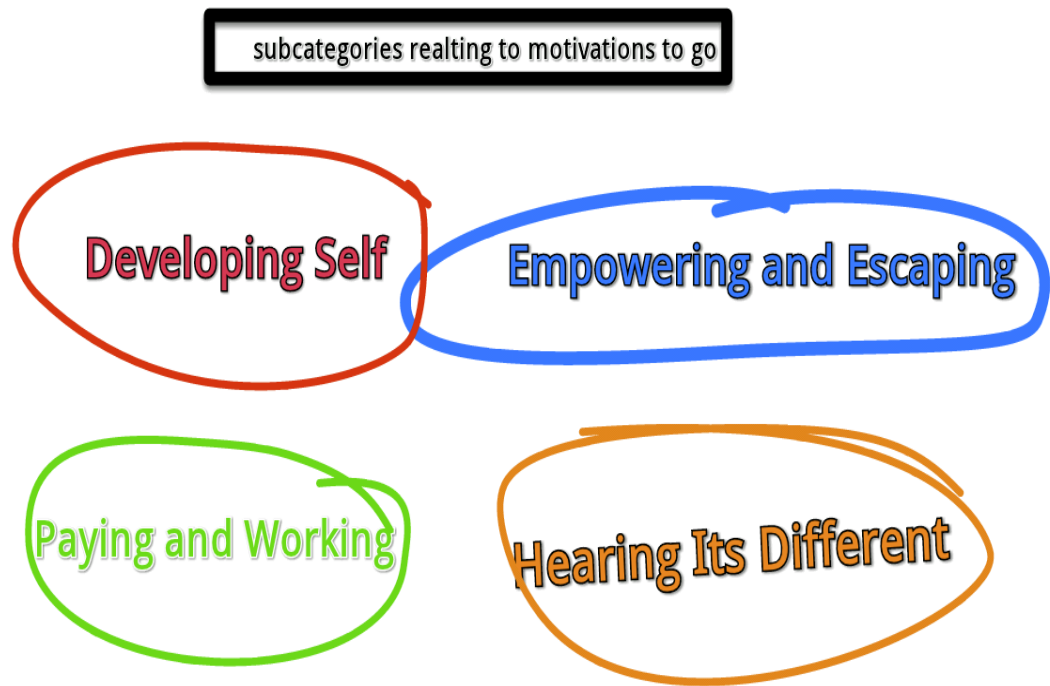 subcategories realting to motivations to go
Developing Self
Empowering and Escaping
Paying and Working
Hearing Its Different